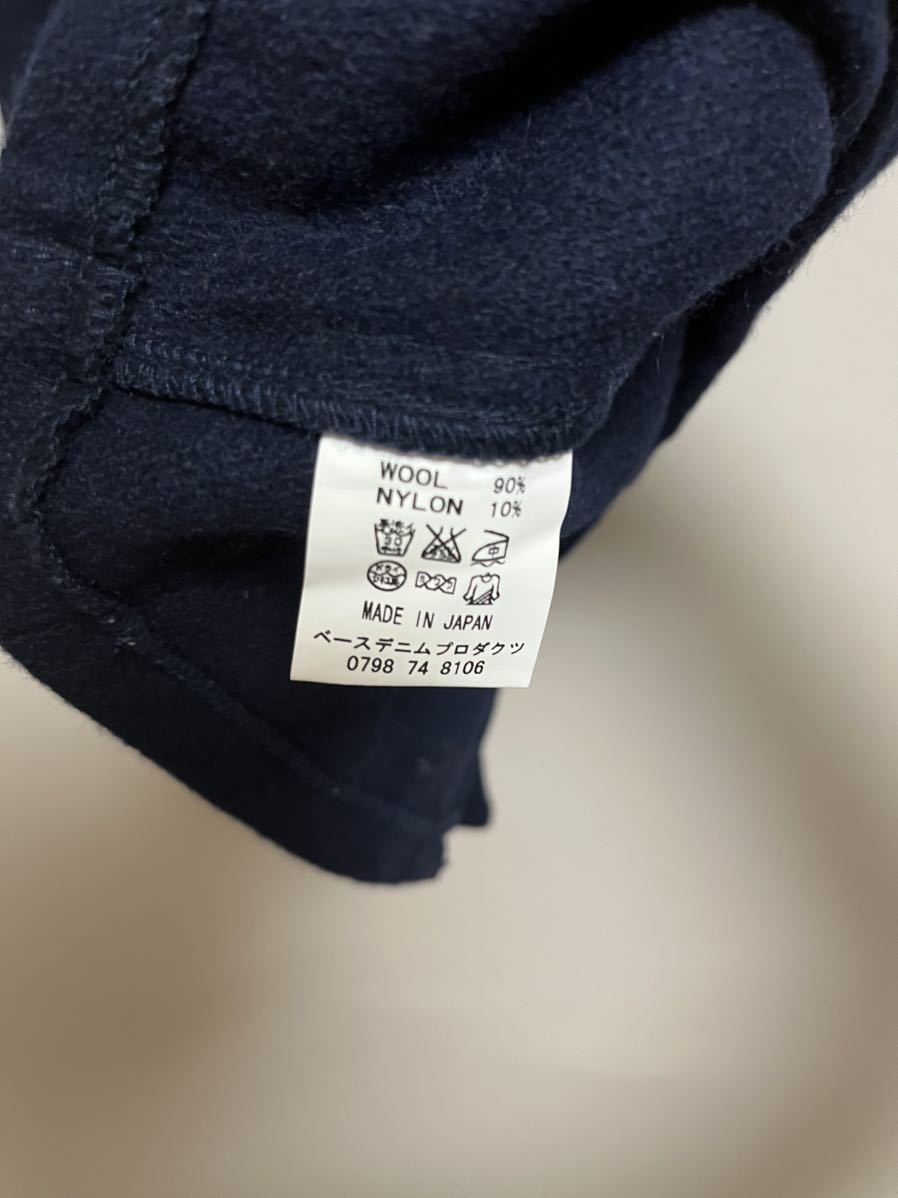 WOOL 90%
NYLON 10%
中
MADE IN JAPAN
ベースデニムプロダクツ
0798 74 8106